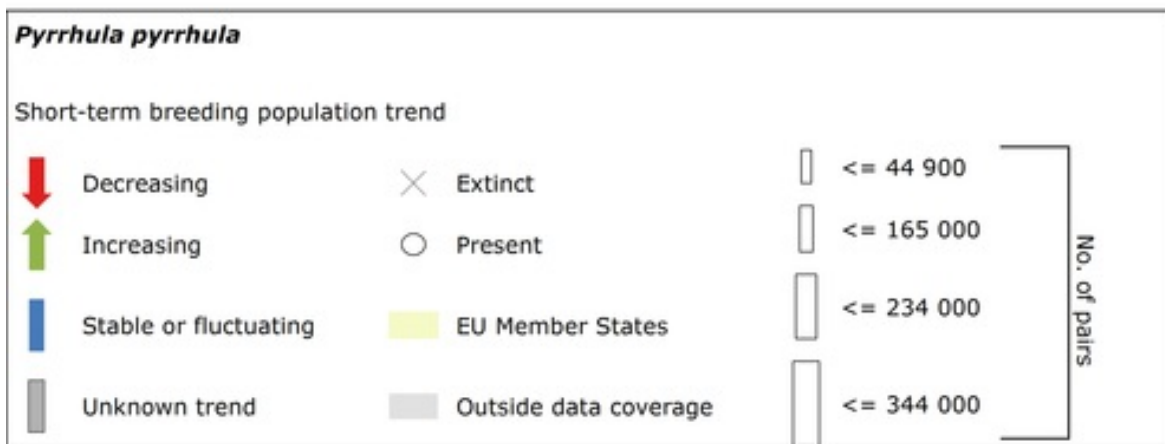 Pyrrhula pyrrhula
Short-term breeding population trend
Decreasing
Increasing
Stable or fluctuating
Unknown trend
Extinct
Present
EU Member States
Outside data coverage
<= 44 900
<= 165 000
<= 234 000
<= 344 000
No. of pairs